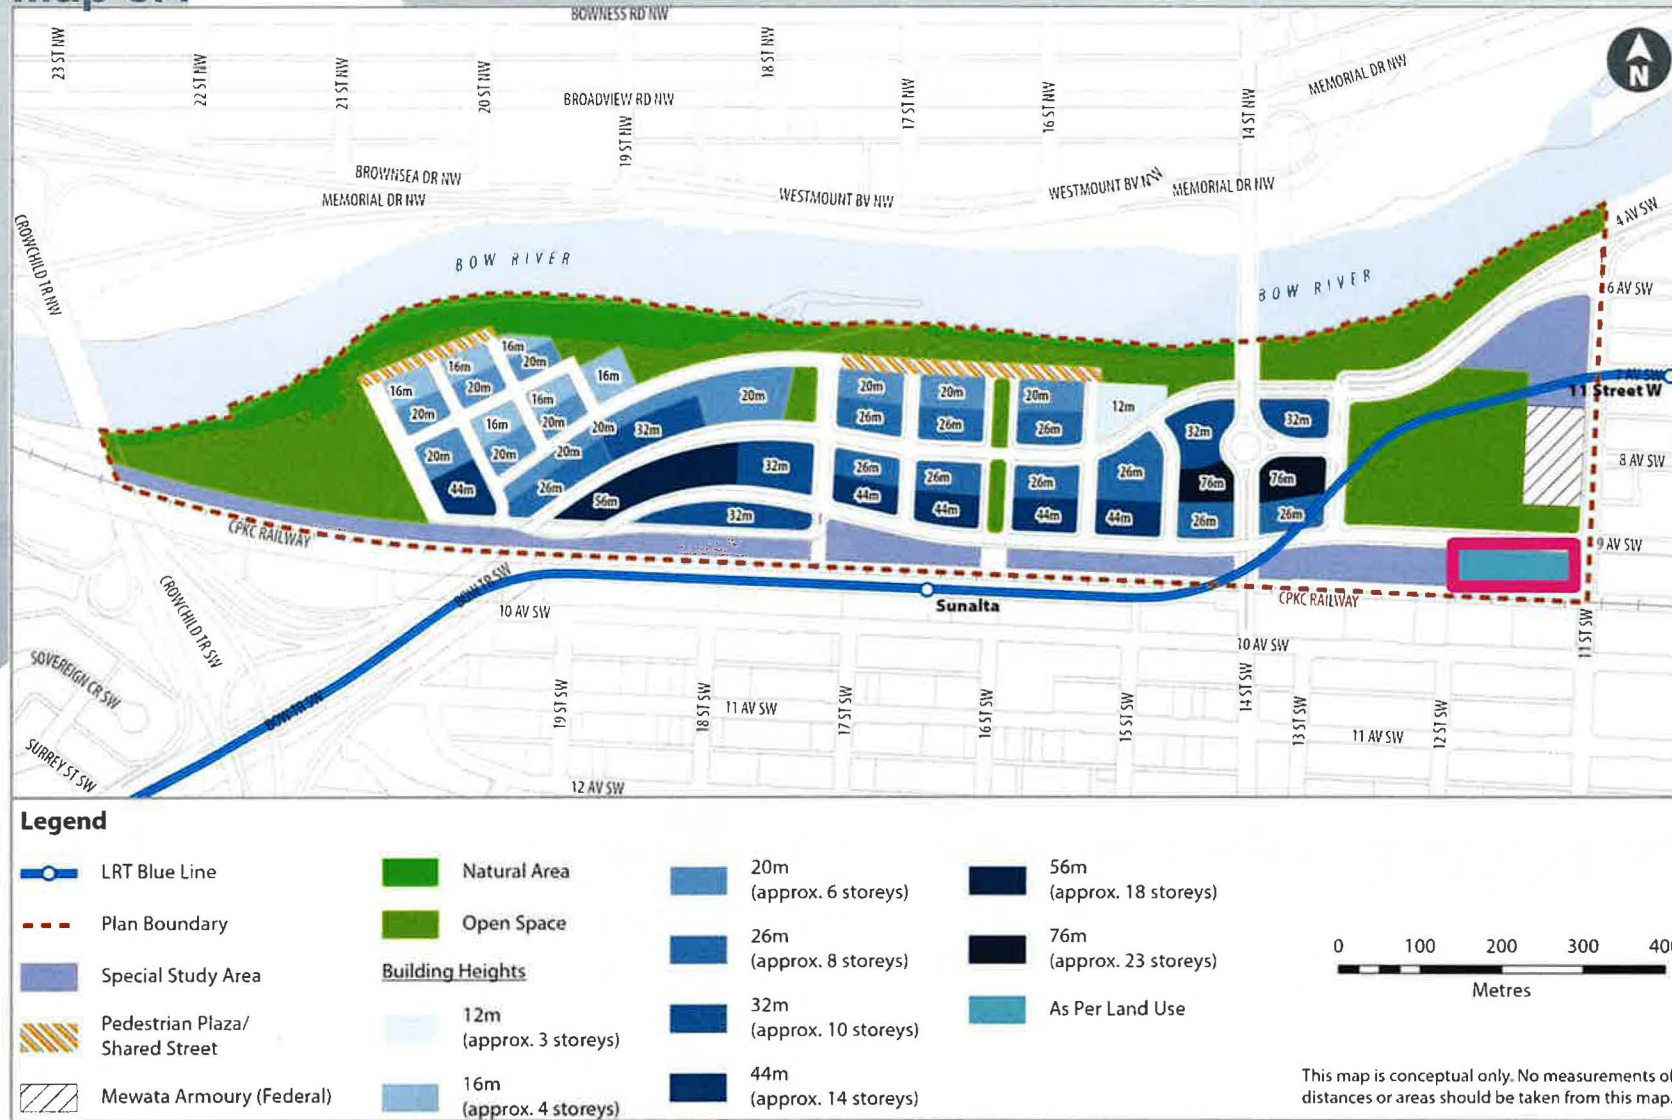 BOWNESS RD NW
23 ST NW
22 ST NW
21 ST NW
20 ST NW
18 ST NW
17 ST NW
16 ST NW
14 ST NW
MEMORIAL DR NW
N
BROADVIEW RD NW
19 ST NW
BROWNSEA DR NW
MEMORIAL DR NW
WESTMOUNT BV NW
WESTMOUNT BV NW
MEMORIAL DR NW
CROWCHILD TR NW
BOW RIVER
BOW RIVER
4 AV SW
6 AV SW
7 AV SW
11 Street W
8 AV SW
9 AV SW
16m
16m
16m
20m
16m
20m
20m
16m
16m
20m
20m
20m
20m
20m
44m
26m
32m
20m
56m
32m
32m
20m
26m
20m
26m
20m
26m
12m
26m
44m
26m
44m
26m
44m
26m
44m
32m
76m
26m
32m
76m
26m
CPKC RAILWAY
CROWCHILD TR SW
BOW TR SW
10 AV SW
Sunalta
CPKC RAILWAY
10 AV SW
11 ST SW
SOVEREIGN CR SW
SURREY ST SW
BOW TR SW
19 ST SW
18 ST SW
11 AV SW
17 ST SW
16 ST SW
15 ST SW
14 ST SW
13 ST SW
11 AV SW
12 ST SW
12 AV SW
Legend
LRT Blue Line
Plan Boundary
Special Study Area
Pedestrian Plaza/
Shared Street
Mewata Armoury (Federal)
Natural Area
Open Space
Building Heights
12m
(approx. 3 storeys)
16m
(approx. 4 storeys)
20m
(approx. 6 storeys)
26m
(approx. 8 storeys)
32m
(approx. 10 storeys)
44m
(approx. 14 storeys)
56m
(approx. 18 storeys)
76m
(approx. 23 storeys)
As Per Land Use
0 100 200 300
Metres
This map is conceptual only. No measurements of
distances or areas should be taken from this map.